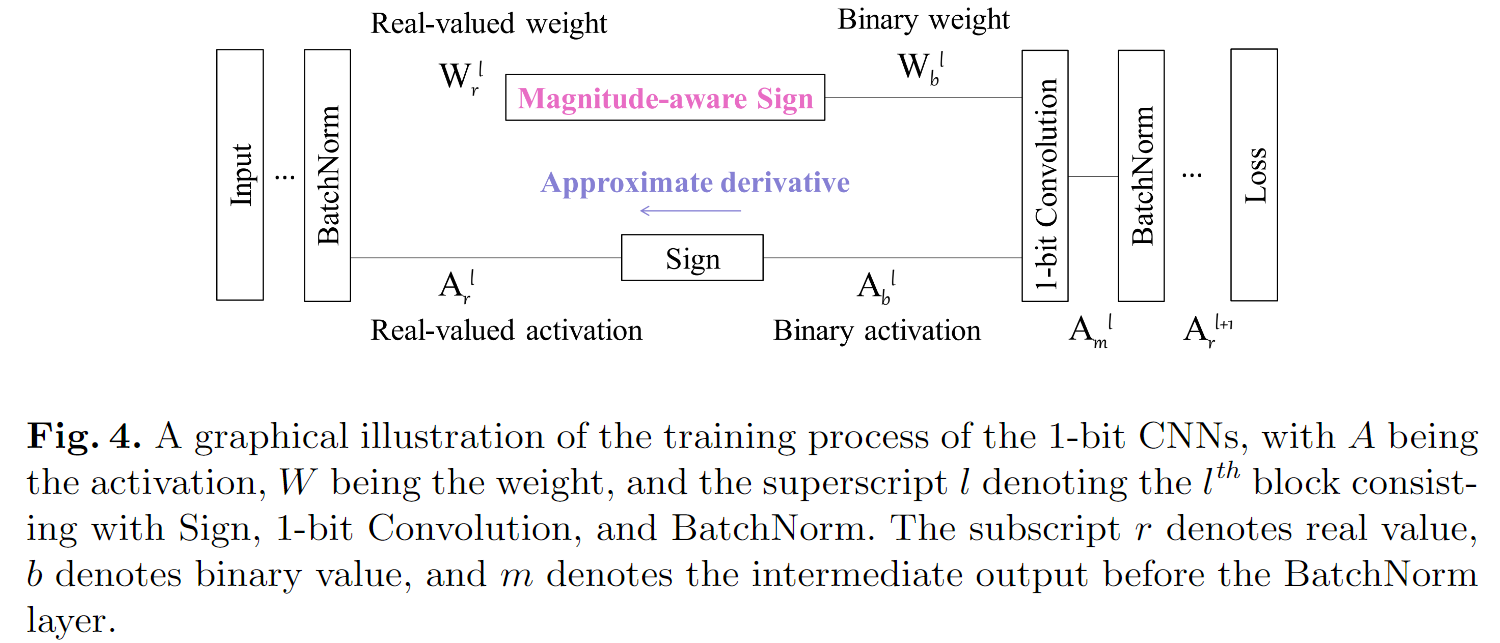 Real-valued weight
Binary weight
W_r^l
Magnitude-aware Sign
W_b^l
Input
...
BatchNorm
Approximate derivative
1-bit Convolution
BatchNorm
...
Loss
Sign
A_r^l
A_b^l
Real-valued activation
Binary activation
A_m^l
A_r^{l+1}
Fig. 4. A graphical illustration of the training process of the 1-bit CNNs, with A being
the activation, W being the weight, and the superscript l denoting the l^{th} block consist-
ing with Sign, 1-bit Convolution, and BatchNorm. The subscript r denotes real value,
b denotes binary value, and m denotes the intermediate output before the BatchNorm
layer.